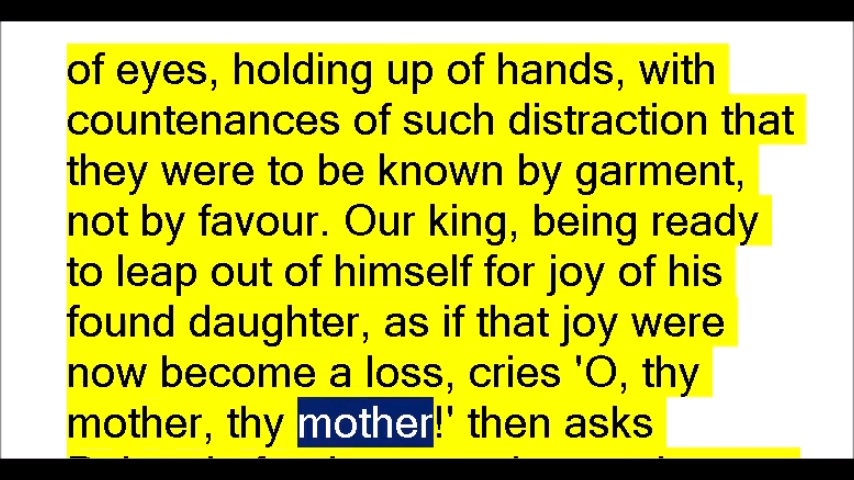 of eyes, holding up of hands, with
countenances of such distraction that
they were to be known by garment,
not by favour. Our king, being ready
to leap out of himself for joy of his
found daughter, as if that joy were
now become a loss, cries 'O, thy
mother, thy mother!' then asks